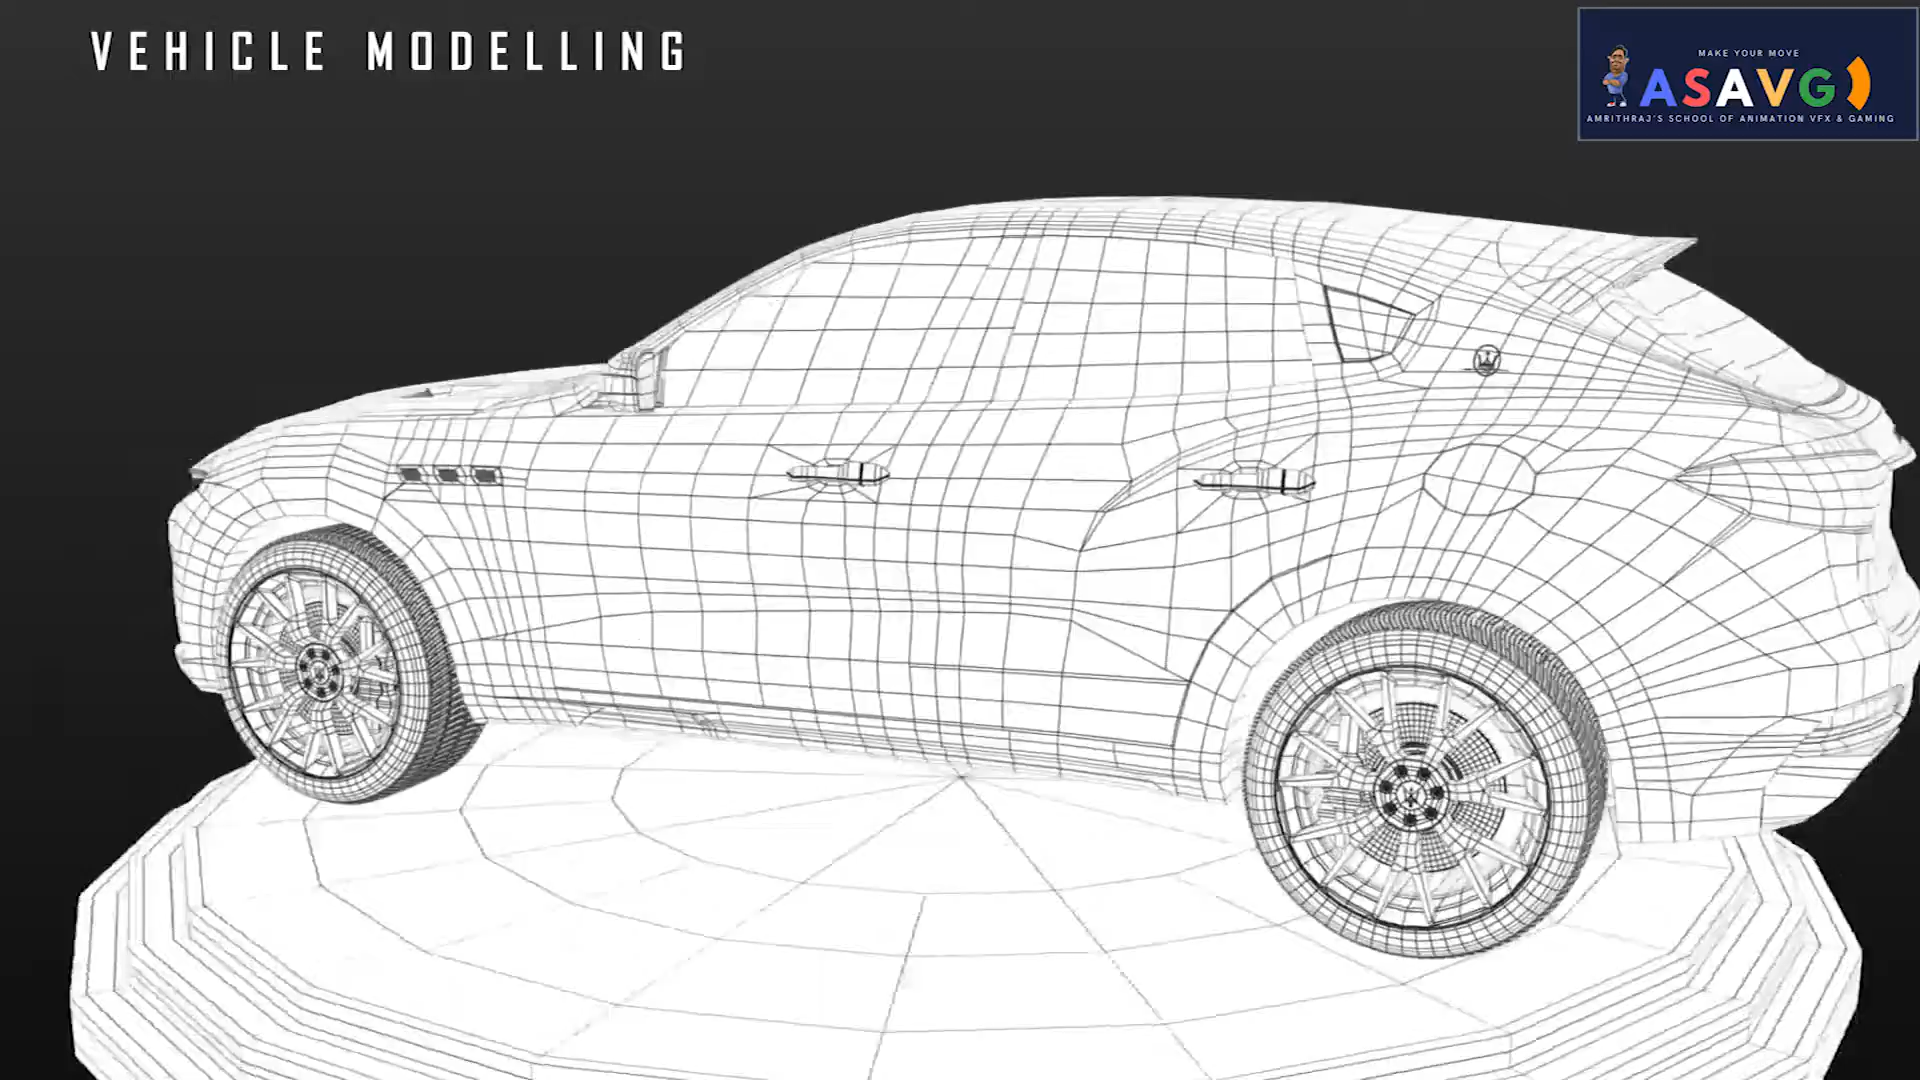 VEHICLE MODELLING
MAKE YOUR MOVE
ASAVG
AMRITHRAJ'S SCHOOL OF ANIMATION VFX & GAMING